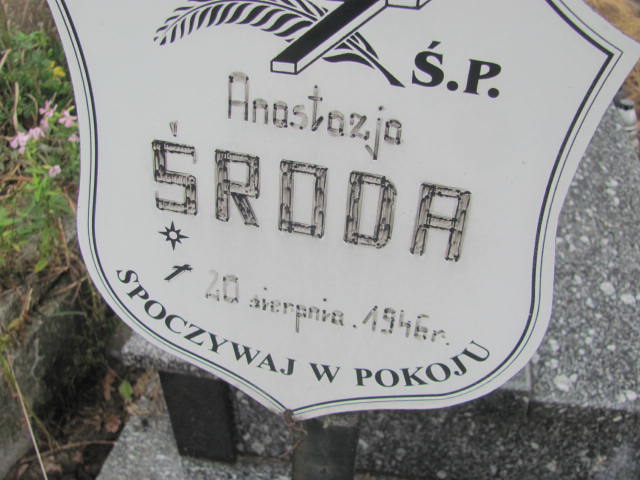 Ś.P.
Anastazja
ŚRODA
20 sierpnia. 1946r.
SPOCZYWAJ W POKOJU